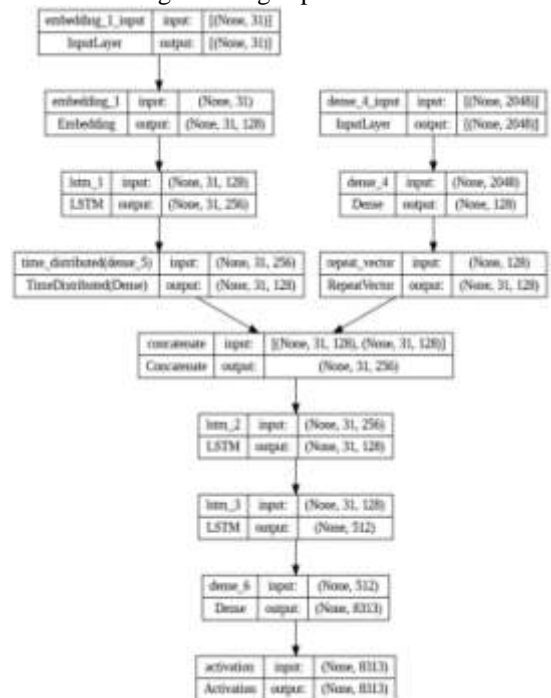 embedding_1_input input: [(None, 31)]
InputLayer output: [(None, 31)]
embedding_1 input: (None, 31)
Embedding output: (None, 31, 128)
dense_4_input input: [(None, 2048)]
InputLayer output: [(None, 2048)]
lstm_1 input: (None, 31, 128)
LSTM output: (None, 31, 256)
dense_4 input: (None, 2048)
Dense output: (None, 128)
time_distributed(dense_5) input: (None, 31, 256)
TimeDistributed(Dense) output: (None, 31, 128)
repeat_vector input: (None, 128)
RepeatVector output: (None, 31, 128)
concatenate input: [(None, 31, 128), (None, 31, 128)]
Concatenate output: (None, 31, 256)
lstm_2 input: (None, 31, 256)
LSTM output: (None, 31, 128)
lstm_3 input: (None, 31, 128)
LSTM output: (None, 512)
dense_6 input: (None, 512)
Dense output: (None, 8313)
activation input: (None, 8313)
Activation output: (None, 8313)